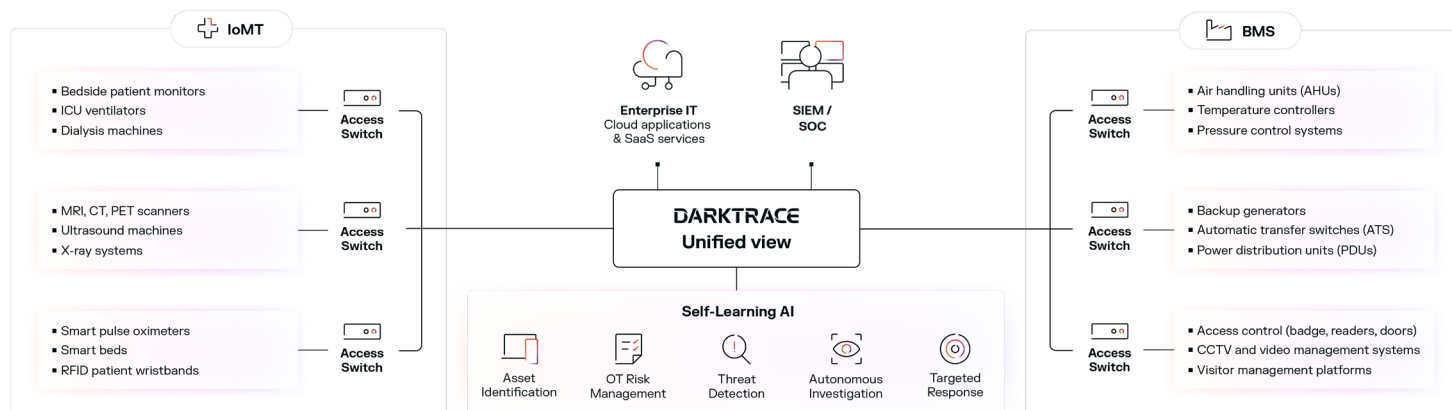 IoMT
▪ Bedside patient monitors
▪ ICU ventilators
▪ Dialysis machines
Access
Switch
▪ MRI, CT, PET scanners
▪ Ultrasound machines
▪ X-ray systems
Access
Switch
▪ Smart pulse oximeters
▪ Smart beds
▪ RFID patient wristbands
Access
Switch
Enterprise IT
Cloud applications
& SaaS services
SIEM /
SOC
DARKTRACE
Unified view
Self-Learning AI
Asset
Identification
OT Risk
Management
Threat
Detection
Autonomous
Investigation
Targeted
Response
BMS
Access
Switch
▪ Air handling units (AHUs)
▪ Temperature controllers
▪ Pressure control systems
Access
Switch
▪ Backup generators
▪ Automatic transfer switches (ATS)
▪ Power distribution units (PDUs)
Access
Switch
▪ Access control (badge, readers, doors)
▪ CCTV and video management systems
▪ Visitor management platforms